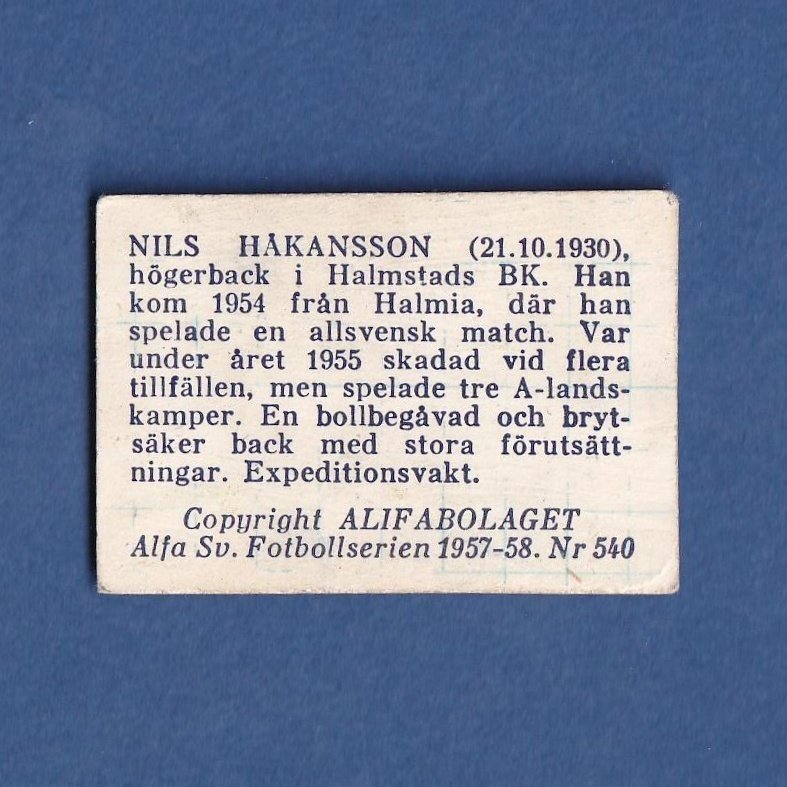 NILS HÅKANSSON (21.10.1930),
högerback i Halmstads BK. Han
kom 1954 från Halmia, där han
spelade en allsvensk match. Var
under året 1955 skadad vid flera
tillfällen, men spelade tre A-lands-
kamper. En bollbegåvad och bryt-
säker back med stora förutsätt-
ningar. Expeditionsvakt.
Copyright ALIFABOLAGET
Alfa Sv. Fotbollserien 1957-58. Nr 540